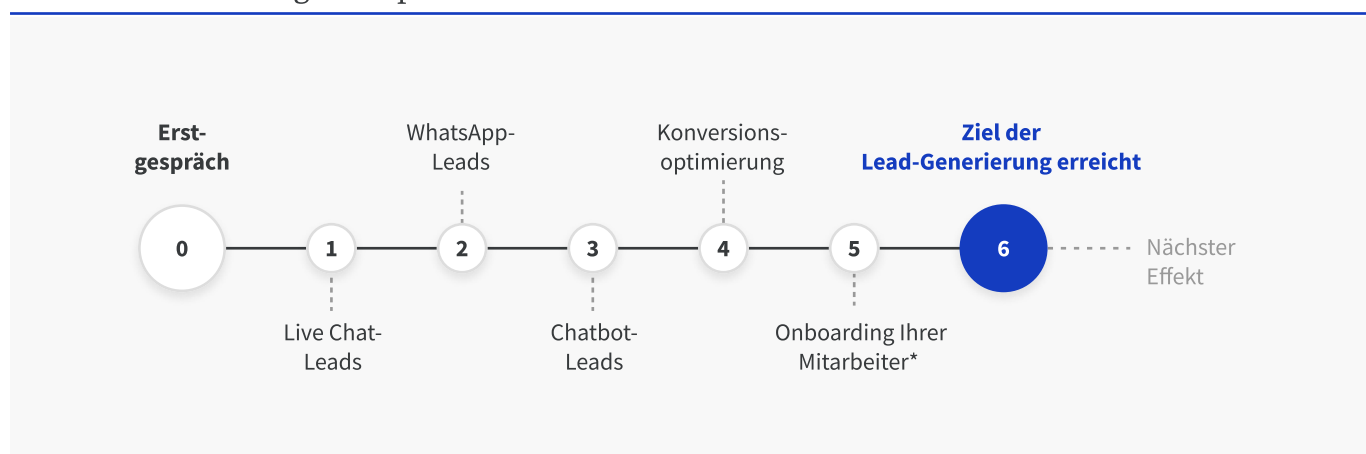 Erst-
gespräch
WhatsApp-
Leads
Konversions-
optimierung
Ziel der
Lead-Generierung erreicht
0
1
2
3
4
5
6
Nächster
Effekt
Live Chat-
Leads
Chatbot-
Leads
Onboarding Ihrer
Mitarbeiter*